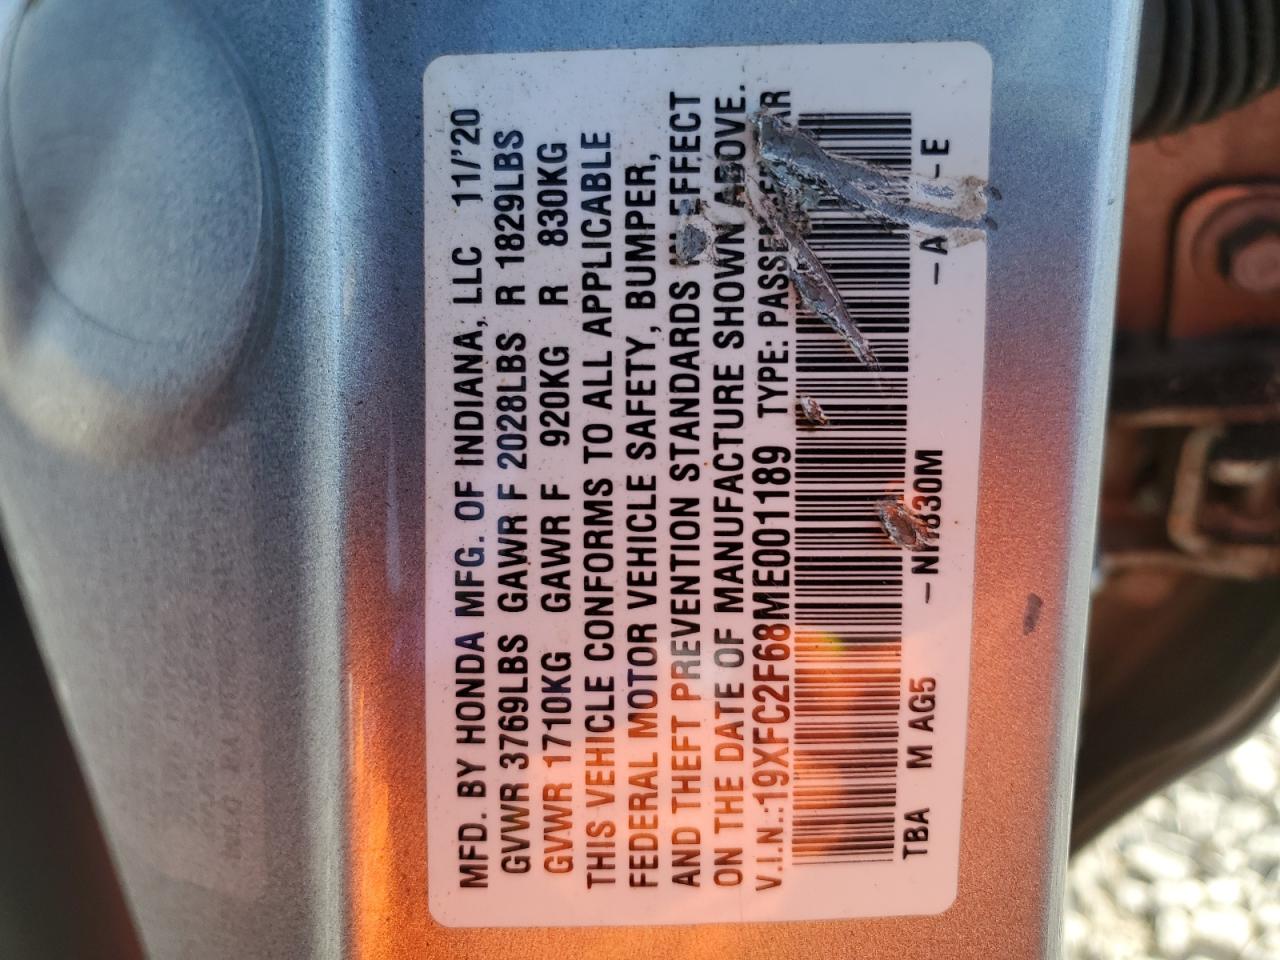 MFD. BY HONDA MFG. OF INDIANA, LLC 11/'20
GVWR 3769LBS GAWR F 2028LBS R 1829LBS
GVWR 1710KG GAWR F 920KG R 830KG
THIS VEHICLE CONFORMS TO ALL APPLICABLE
FEDERAL MOTOR VEHICLE SAFETY, BUMPER,
AND THEFT PREVENTION STANDARDS IN EFFECT
ON THE DATE OF MANUFACTURE SHOWN ABOVE.
V.I.N.:19XFC2F68ME001189 TYPE: PASSENGER CAR
TBA M AG5 –NH830M –A –E